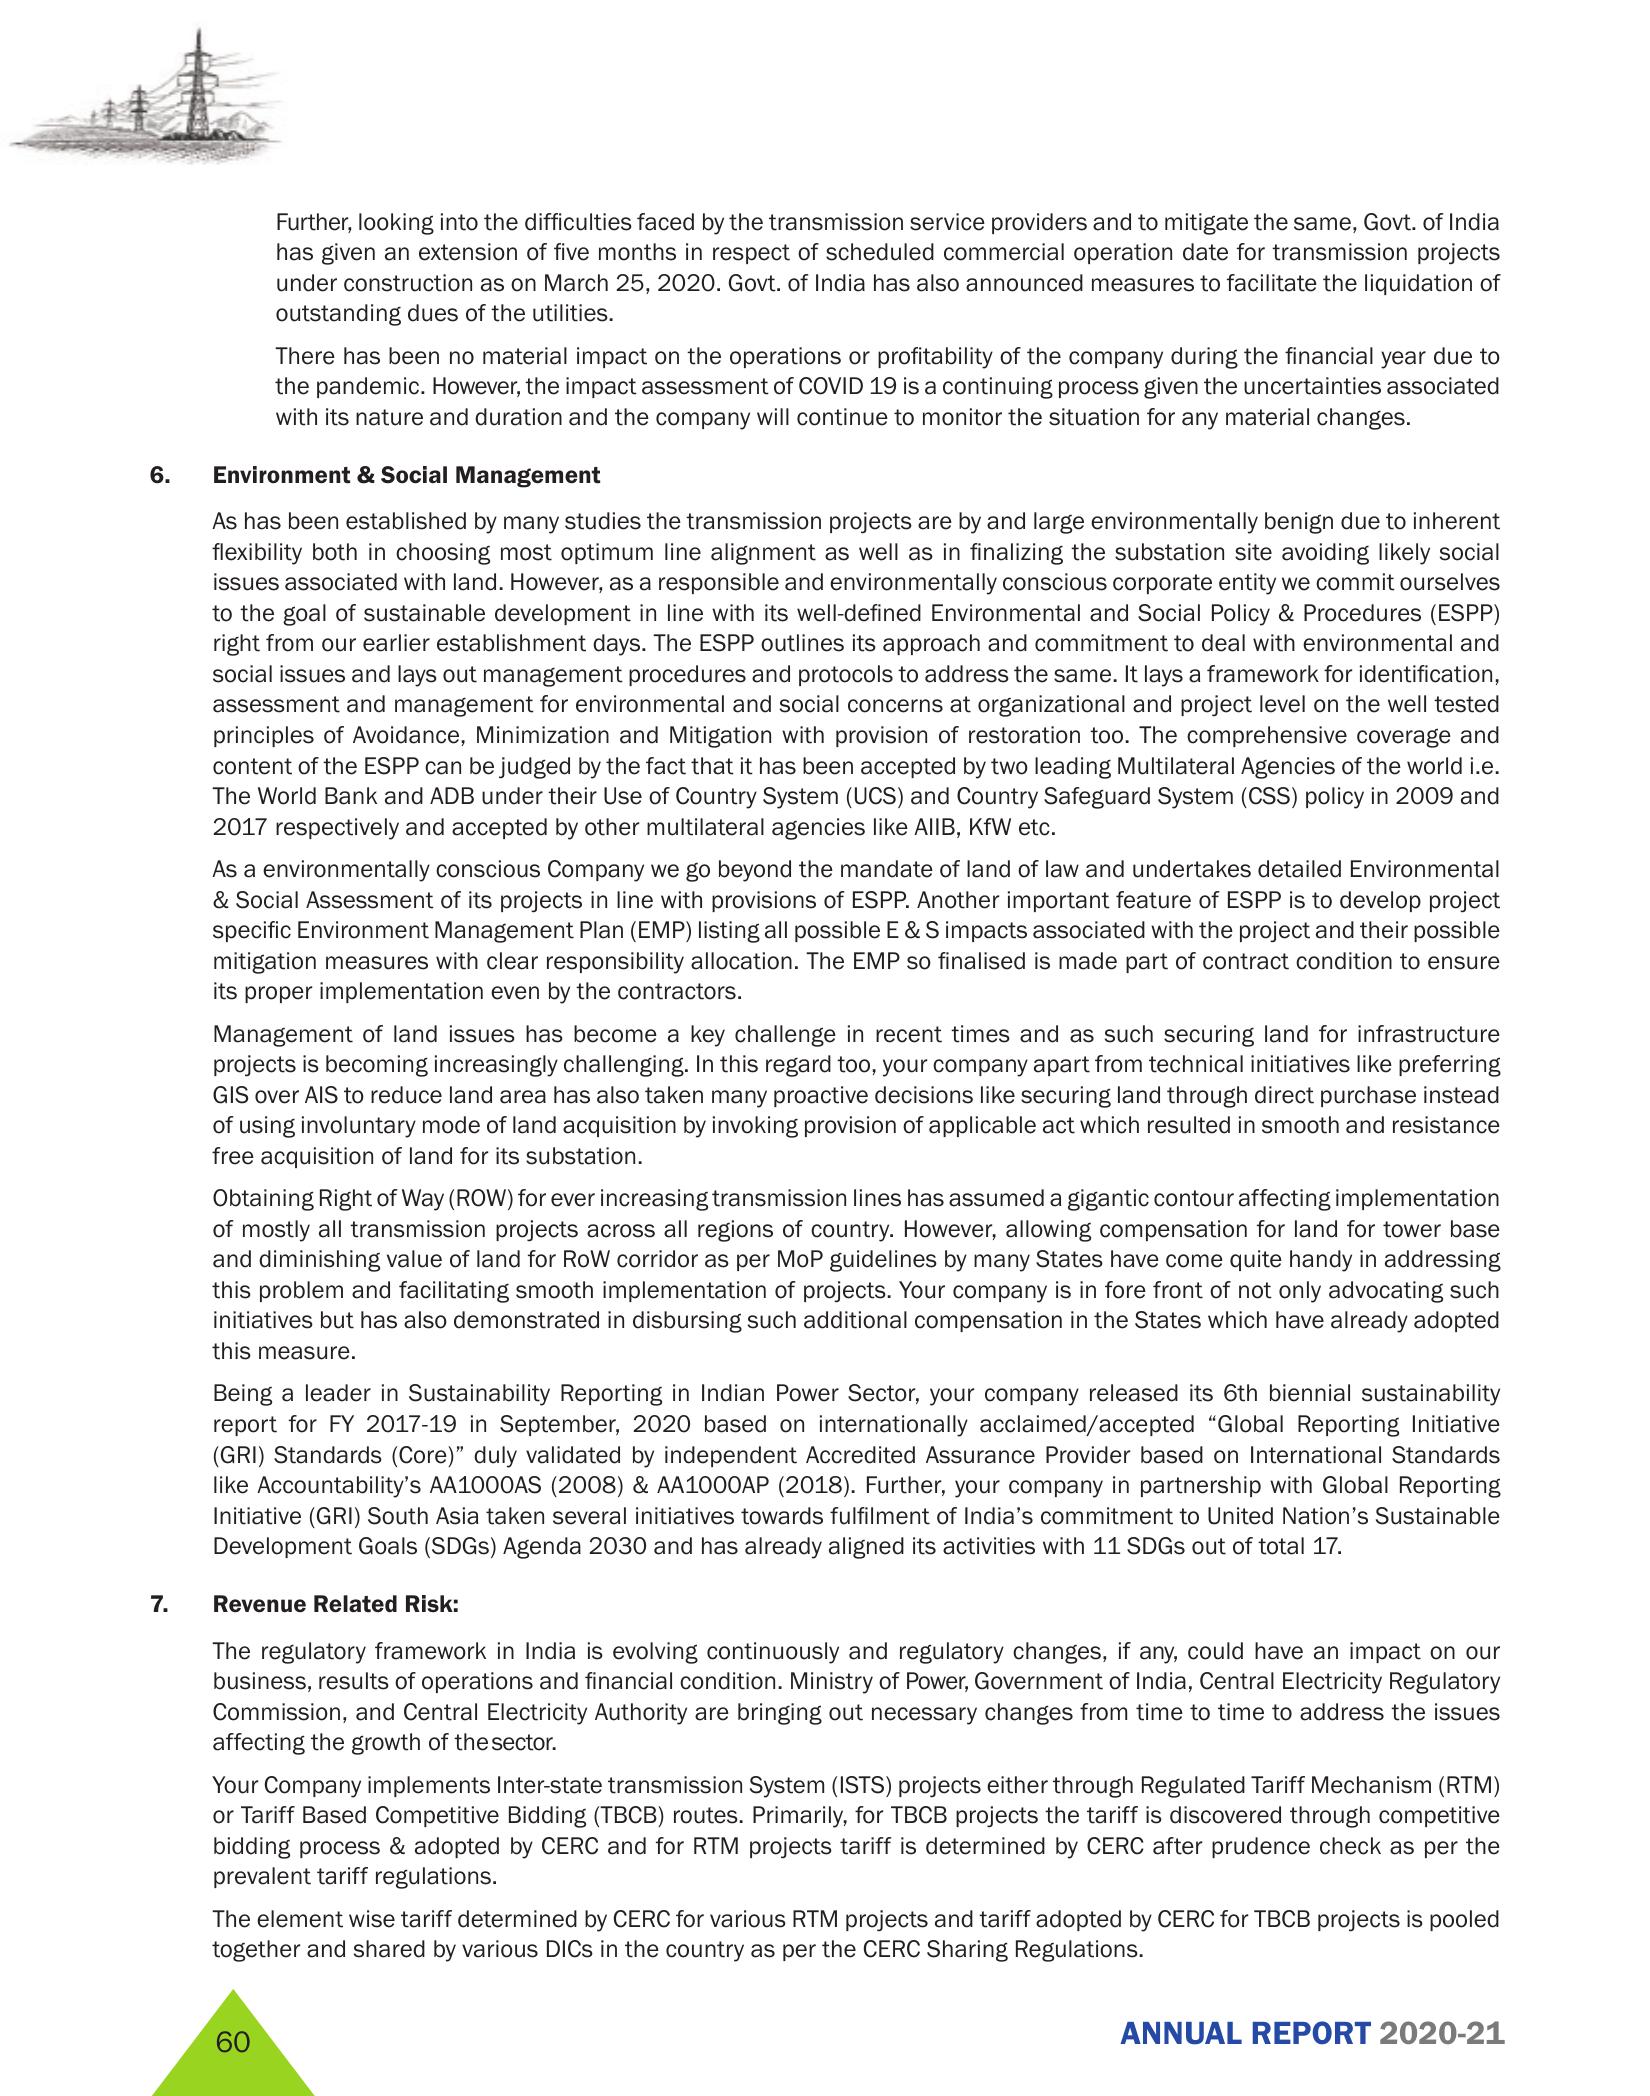 Further, looking into the difficulties faced by the transmission service providers and to mitigate the same, Govt. of India
has given an extension of five months in respect of scheduled commercial operation date for transmission projects
under construction as on March 25, 2020. Govt. of India has also announced measures to facilitate the liquidation of
outstanding dues of the utilities.
There has been no material impact on the operations or profitability of the company during the financial year due to
the pandemic. However, the impact assessment of COVID 19 is a continuing process given the uncertainties associated
with its nature and duration and the company will continue to monitor the situation for any material changes.
6. Environment & Social Management
As has been established by many studies the transmission projects are by and large environmentally benign due to inherent
flexibility both in choosing most optimum line alignment as well as in finalizing the substation site avoiding likely social
issues associated with land. However, as a responsible and environmentally conscious corporate entity we commit ourselves
to the goal of sustainable development in line with its well-defined Environmental and Social Policy & Procedures (ESPP)
right from our earlier establishment days. The ESPP outlines its approach and commitment to deal with environmental and
social issues and lays out management procedures and protocols to address the same. It lays a framework for identification,
assessment and management for environmental and social concerns at organizational and project level on the well tested
principles of Avoidance, Minimization and Mitigation with provision of restoration too. The comprehensive coverage and
content of the ESPP can be judged by the fact that it has been accepted by two leading Multilateral Agencies of the world i.e.
The World Bank and ADB under their Use of Country System (UCS) and Country Safeguard System (CSS) policy in 2009 and
2017 respectively and accepted by other multilateral agencies like AIIB, KfW etc.
As a environmentally conscious Company we go beyond the mandate of land of law and undertakes detailed Environmental
& Social Assessment of its projects in line with provisions of ESPP. Another important feature of ESPP is to develop project
specific Environment Management Plan (EMP) listing all possible E & S impacts associated with the project and their possible
mitigation measures with clear responsibility allocation. The EMP so finalised is made part of contract condition to ensure
its proper implementation even by the contractors.
Management of land issues has become a key challenge in recent times and as such securing land for infrastructure
projects is becoming increasingly challenging. In this regard too, your company apart from technical initiatives like preferring
GIS over AIS to reduce land area has also taken many proactive decisions like securing land through direct purchase instead
of using involuntary mode of land acquisition by invoking provision of applicable act which resulted in smooth and resistance
free acquisition of land for its substation.
Obtaining Right of Way (ROW) for ever increasing transmission lines has assumed a gigantic contour affecting implementation
of mostly all transmission projects across all regions of country. However, allowing compensation for land for tower base
and diminishing value of land for RoW corridor as per MoP guidelines by many States have come quite handy in addressing
this problem and facilitating smooth implementation of projects. Your company is in fore front of not only advocating such
initiatives but has also demonstrated in disbursing such additional compensation in the States which have already adopted
this measure.
Being a leader in Sustainability Reporting in Indian Power Sector, your company released its 6th biennial sustainability
report for FY 2017-19 in September, 2020 based on internationally acclaimed/accepted “Global Reporting Initiative
(GRI) Standards (Core)” duly validated by independent Accredited Assurance Provider based on International Standards
like Accountability’s AA1000AS (2008) & AA1000AP (2018). Further, your company in partnership with Global Reporting
Initiative (GRI) South Asia taken several initiatives towards fulfilment of India’s commitment to United Nation’s Sustainable
Development Goals (SDGs) Agenda 2030 and has already aligned its activities with 11 SDGs out of total 17.
7. Revenue Related Risk:
The regulatory framework in India is evolving continuously and regulatory changes, if any, could have an impact on our
business, results of operations and financial condition. Ministry of Power, Government of India, Central Electricity Regulatory
Commission, and Central Electricity Authority are bringing out necessary changes from time to time to address the issues
affecting the growth of the sector.
Your Company implements Inter-state transmission System (ISTS) projects either through Regulated Tariff Mechanism (RTM)
or Tariff Based Competitive Bidding (TBCB) routes. Primarily, for TBCB projects the tariff is discovered through competitive
bidding process & adopted by CERC and for RTM projects tariff is determined by CERC after prudence check as per the
prevalent tariff regulations.
The element wise tariff determined by CERC for various RTM projects and tariff adopted by CERC for TBCB projects is pooled
together and shared by various DICs in the country as per the CERC Sharing Regulations.
60
ANNUAL REPORT 2020-21